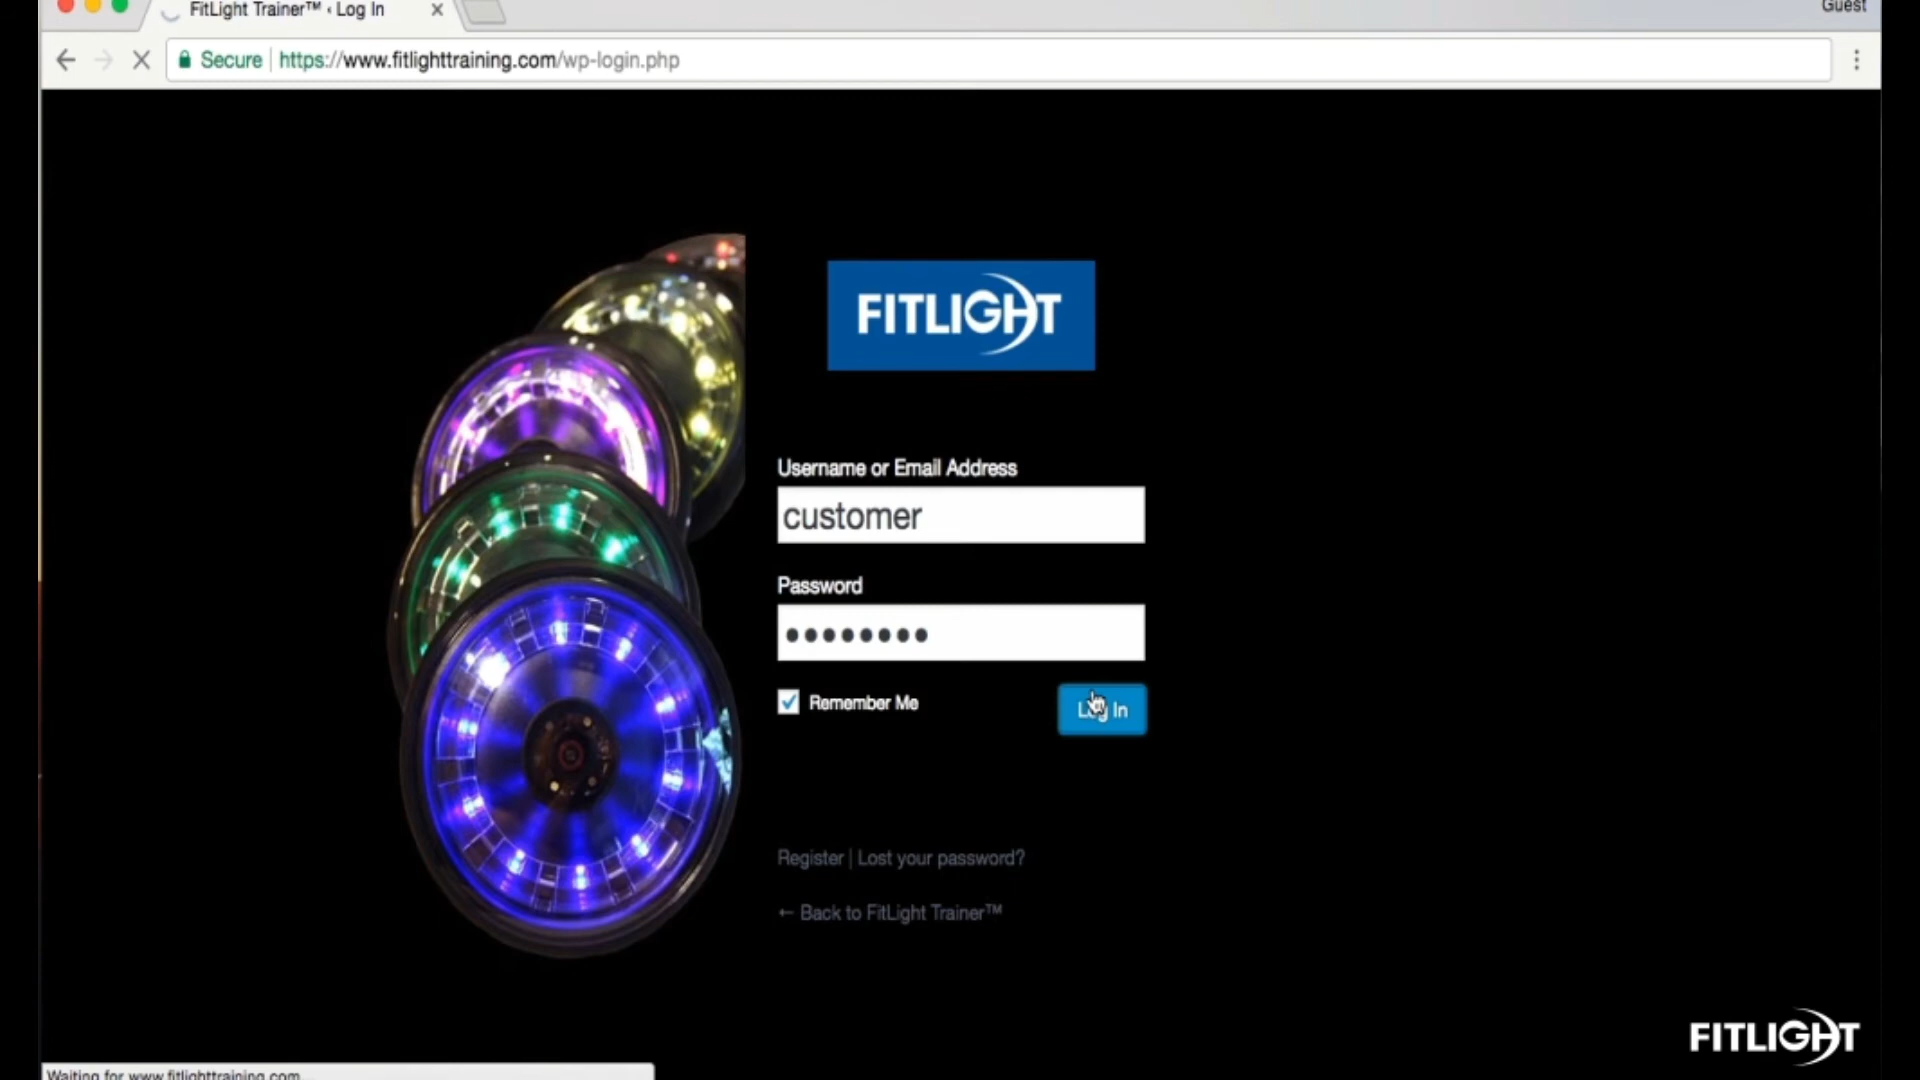 FitLight Trainer™ ‹ Log In
Guest
Secure
https://www.fitlighttraining.com/wp-login.php
FITLIGHT
Username or Email Address
customer
Password
Remember Me
Log In
Register | Lost your password?
← Back to FitLight Trainer™
FITLIGHT
Waiting for www.fitlighttraining.com...